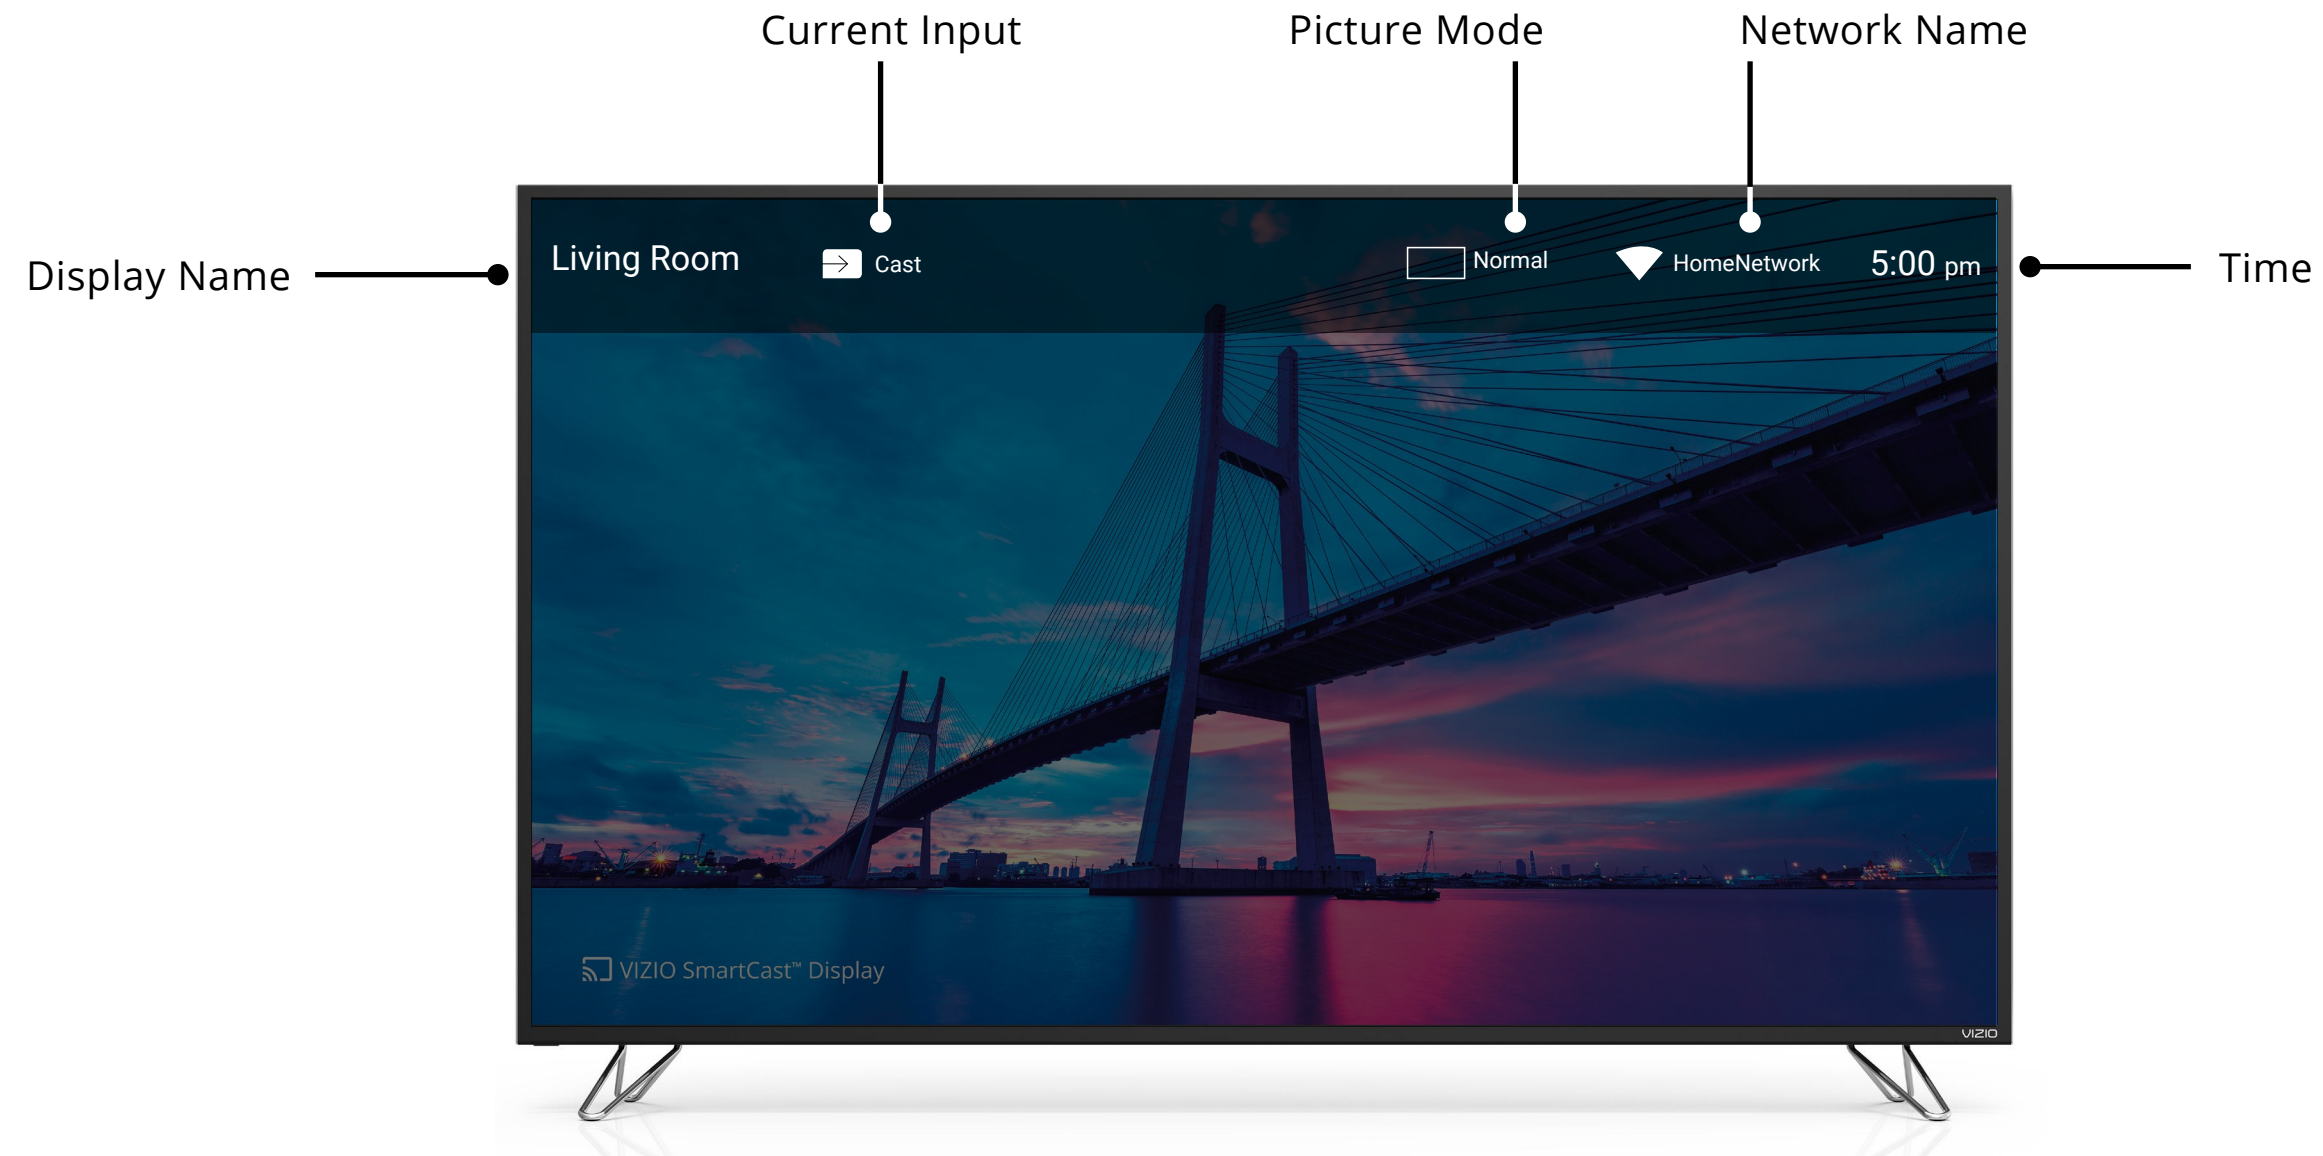 Current Input
Picture Mode
Network Name
Display Name
Living Room
Cast
Normal
HomeNetwork
5:00 pm
Time
VIZIO SmartCast™ Display
VIZIO